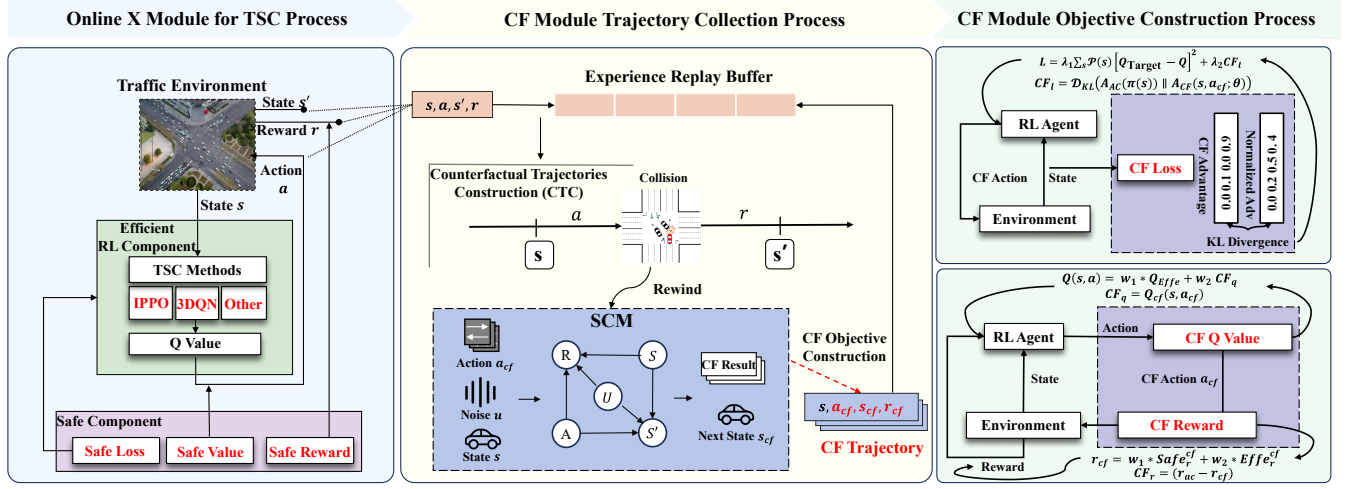 Online X Module for TSC Process
CF Module Trajectory Collection Process
CF Module Objective Construction Process
Traffic Environment
State s′
Reward r
Action
a
State s
Efficient
RL Component
TSC Methods
IPPO
3DQN
Other
Q Value
Safe Component
Safe Loss
Safe Value
Safe Reward
s, a, s′, r
Experience Replay Buffer
Counterfactual Trajectories
Construction (CTC)
Collision
a
r
s
s′
Rewind
SCM
Action a_cf
Noise u
State s
R
S
U
A
S′
CF Result
Next State s_cf
CF Objective
Construction
s, a_cf, s_cf, r_cf
CF Trajectory
L = λ₁∑ₛ 𝒫(s) [Q_Target − Q]² + λ₂CF_l
CF_l = 𝒟_KL(A_AC(π(s)) ∥ A_CF(s, a_cf; θ))
RL Agent
CF Action
State
Environment
CF Loss
CF Advantage
0.0 0.1 0.0 0.9
Normalized Adv
0.0 0.2 0.5 0.4
KL Divergence
Q(s, a) = w₁ * Q_Effe + w₂ CF_q
CF_q = Q_cf(s, a_cf)
RL Agent
Action
CF Q Value
State
CF Action a_cf
Environment
CF Reward
Reward
r_cf = w₁ * Safe_r^cf + w₂ * Effe_r^cf
CF_r = (r_ac − r_cf)